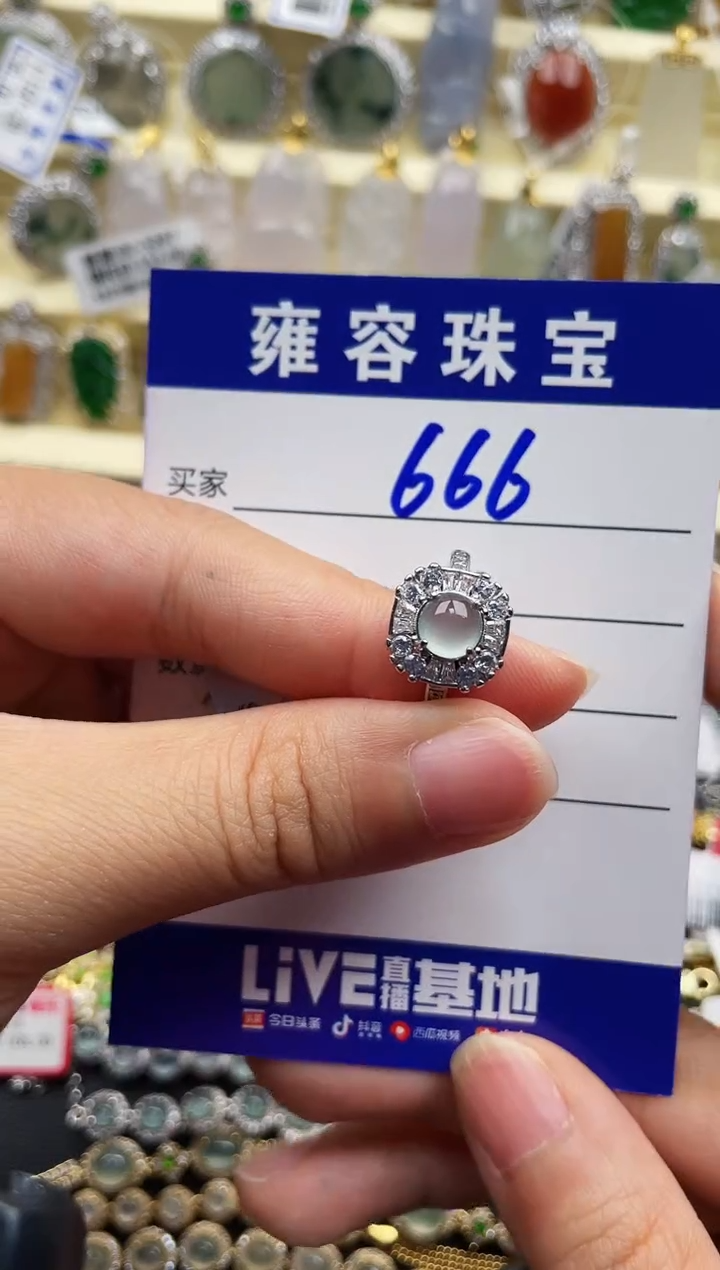 雍容珠宝
买家 666
LiVE直播基地
今日头条 抖音 西瓜视频